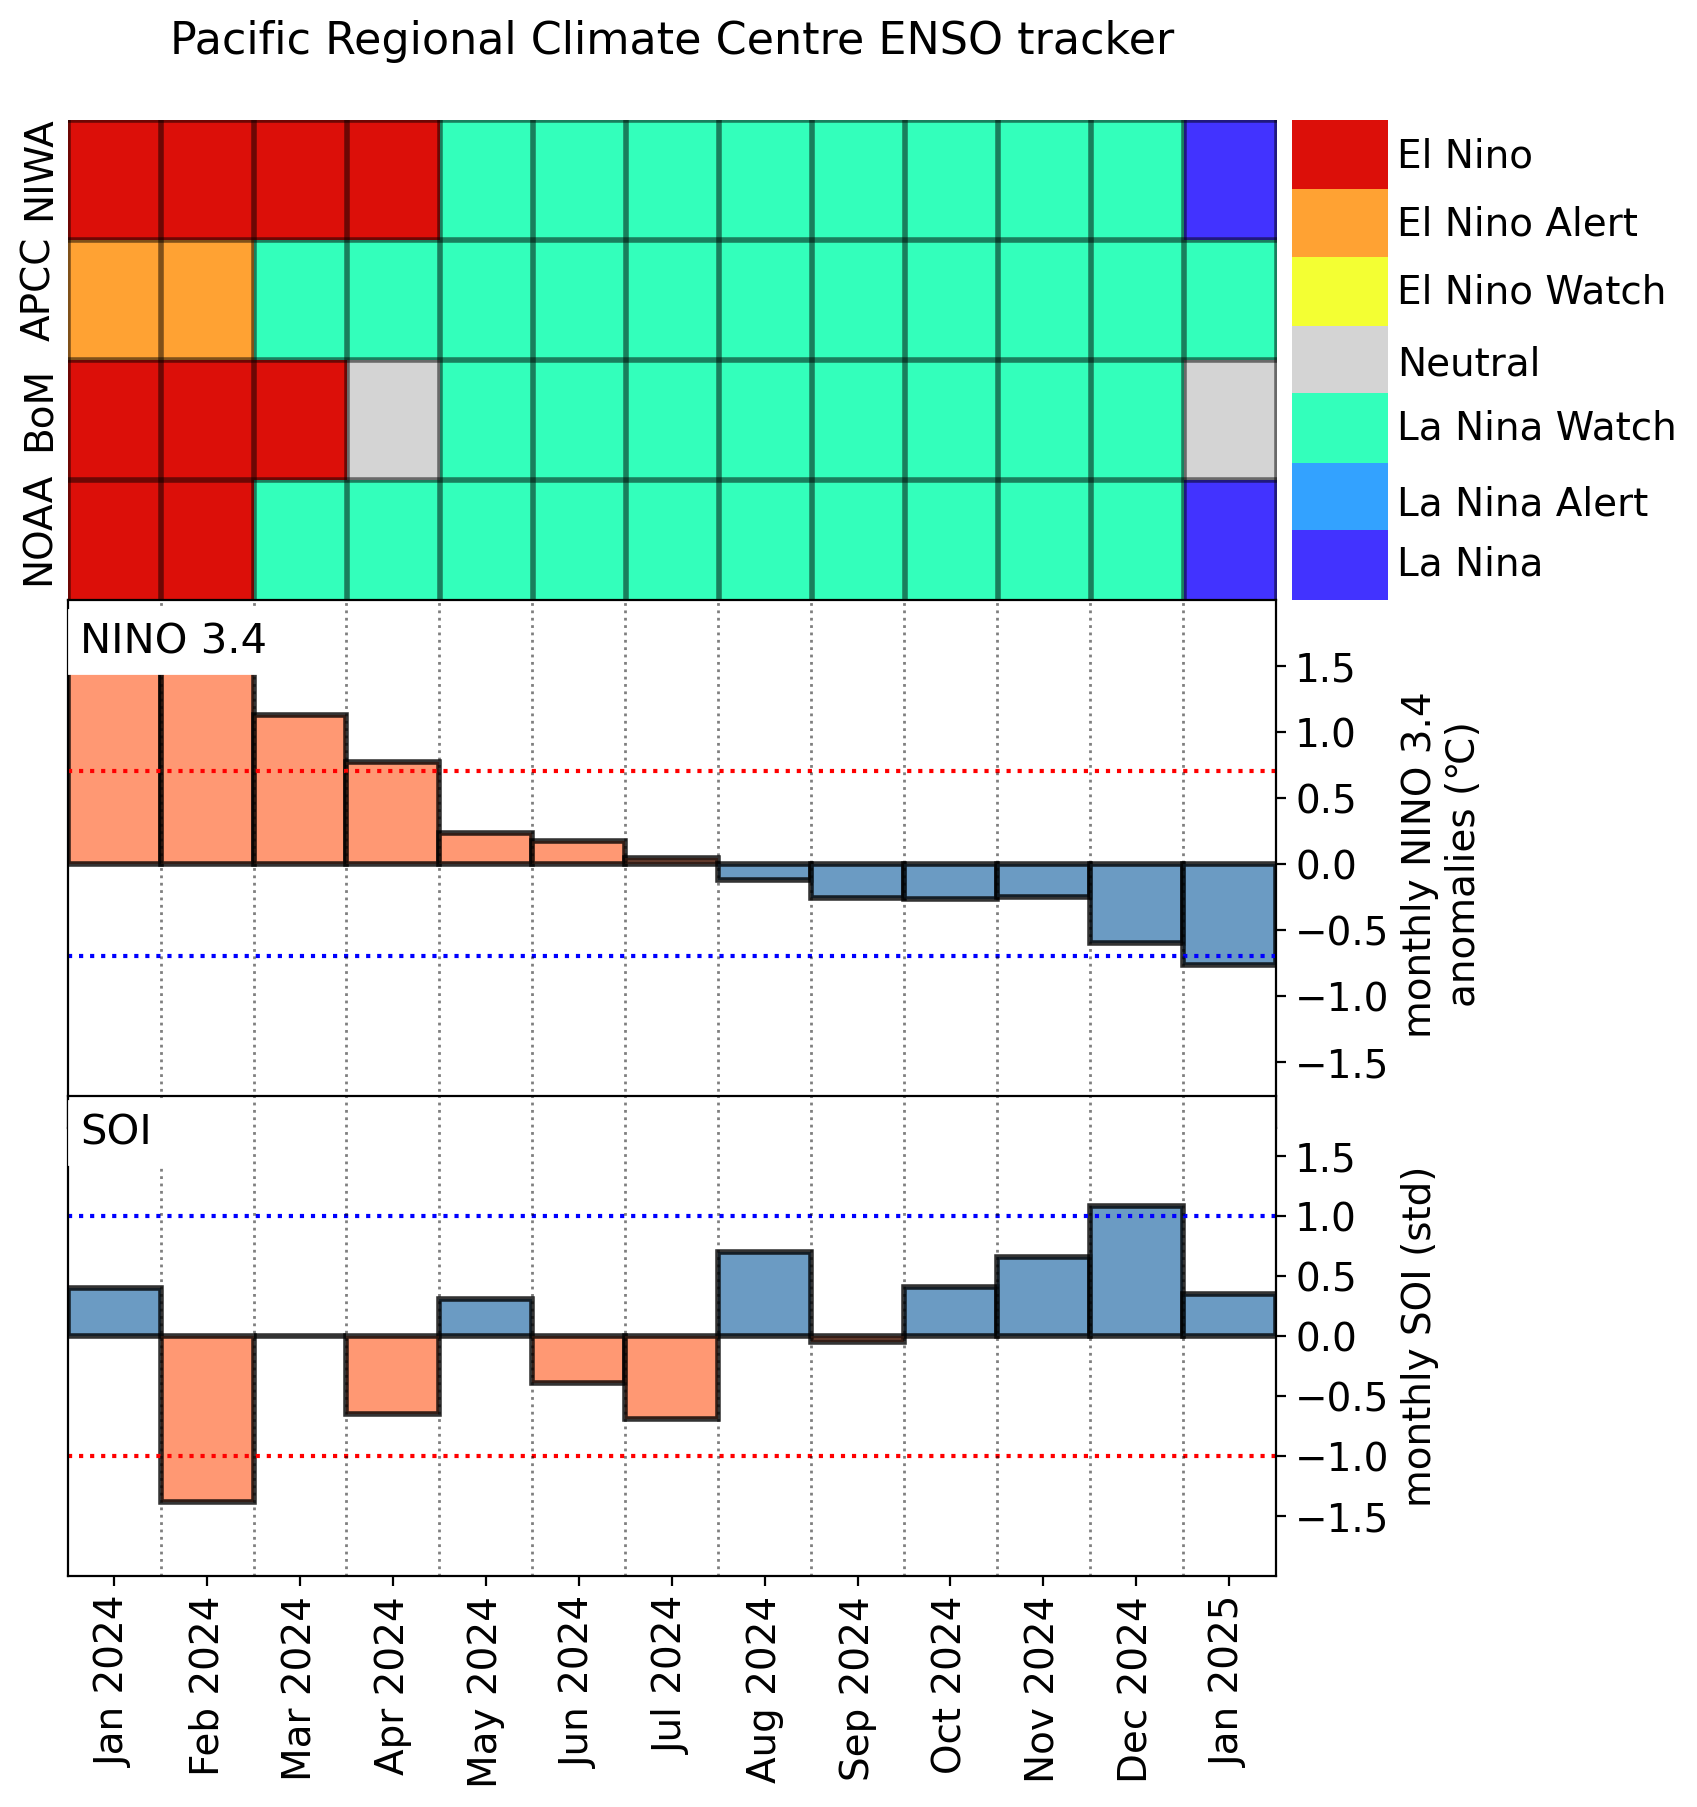 Pacific Regional Climate Centre ENSO tracker
NIWA
APCC
BoM
NOAA
El Nino
El Nino Alert
El Nino Watch
Neutral
La Nina Watch
La Nina Alert
La Nina
NINO 3.4
1.5
1.0
0.5
0.0
−0.5
−1.0
−1.5
monthly NINO 3.4
anomalies (°C)
SOI
1.5
1.0
0.5
0.0
−0.5
−1.0
−1.5
monthly SOI (std)
Jan 2024
Feb 2024
Mar 2024
Apr 2024
May 2024
Jun 2024
Jul 2024
Aug 2024
Sep 2024
Oct 2024
Nov 2024
Dec 2024
Jan 2025